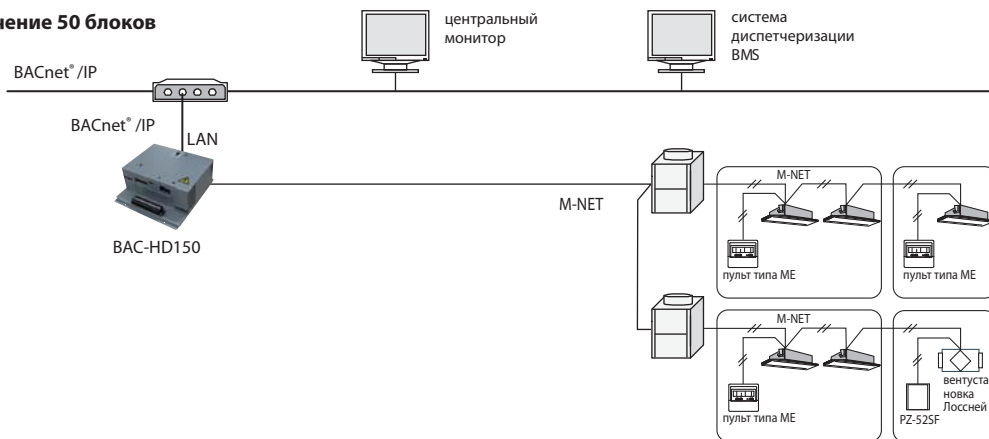 чение 50 блоков
центральный
монитор
система
диспетчеризации
BMS
BACnet® /IP
BACnet® /IP
LAN
BAC-HD150
M-NET
M-NET
пульт типа ME
пульт типа ME
M-NET
пульт типа ME
PZ-52SF
вентуста
новка
Лоссней